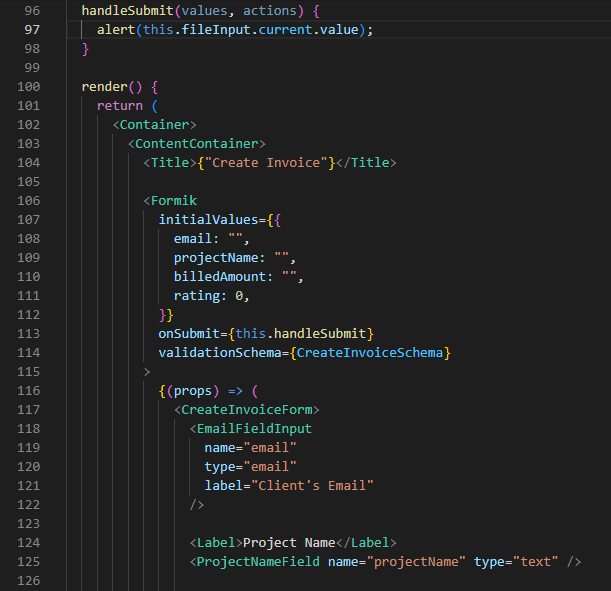 96 handleSubmit(values, actions) {
97 alert(this.fileInput.current.value);
98 }
99
100 render() {
101 return (
102 <Container>
103 <ContentContainer>
104 <Title>{"Create Invoice"}</Title>
105
106 <Formik
107 initialValues={{
108 email: "",
109 projectName: "",
110 billedAmount: "",
111 rating: 0,
112 }}
113 onSubmit={this.handleSubmit}
114 validationSchema={CreateInvoiceSchema}
115 >
116 {(props) => (
117 <CreateInvoiceForm>
118 <EmailFieldInput
119 name="email"
120 type="email"
121 label="Client's Email"
122 />
123
124 <Label>Project Name</Label>
125 <ProjectNameField name="projectName" type="text" />
126